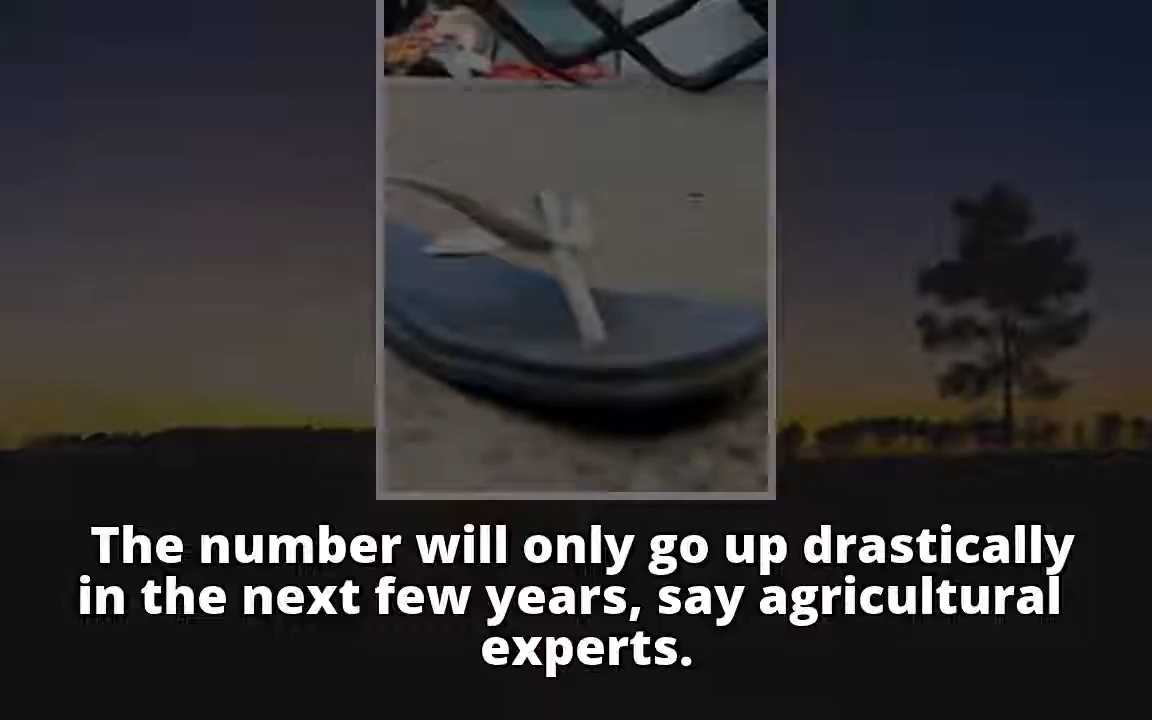 The number will only go up drastically
in the next few years, say agricultural
experts.